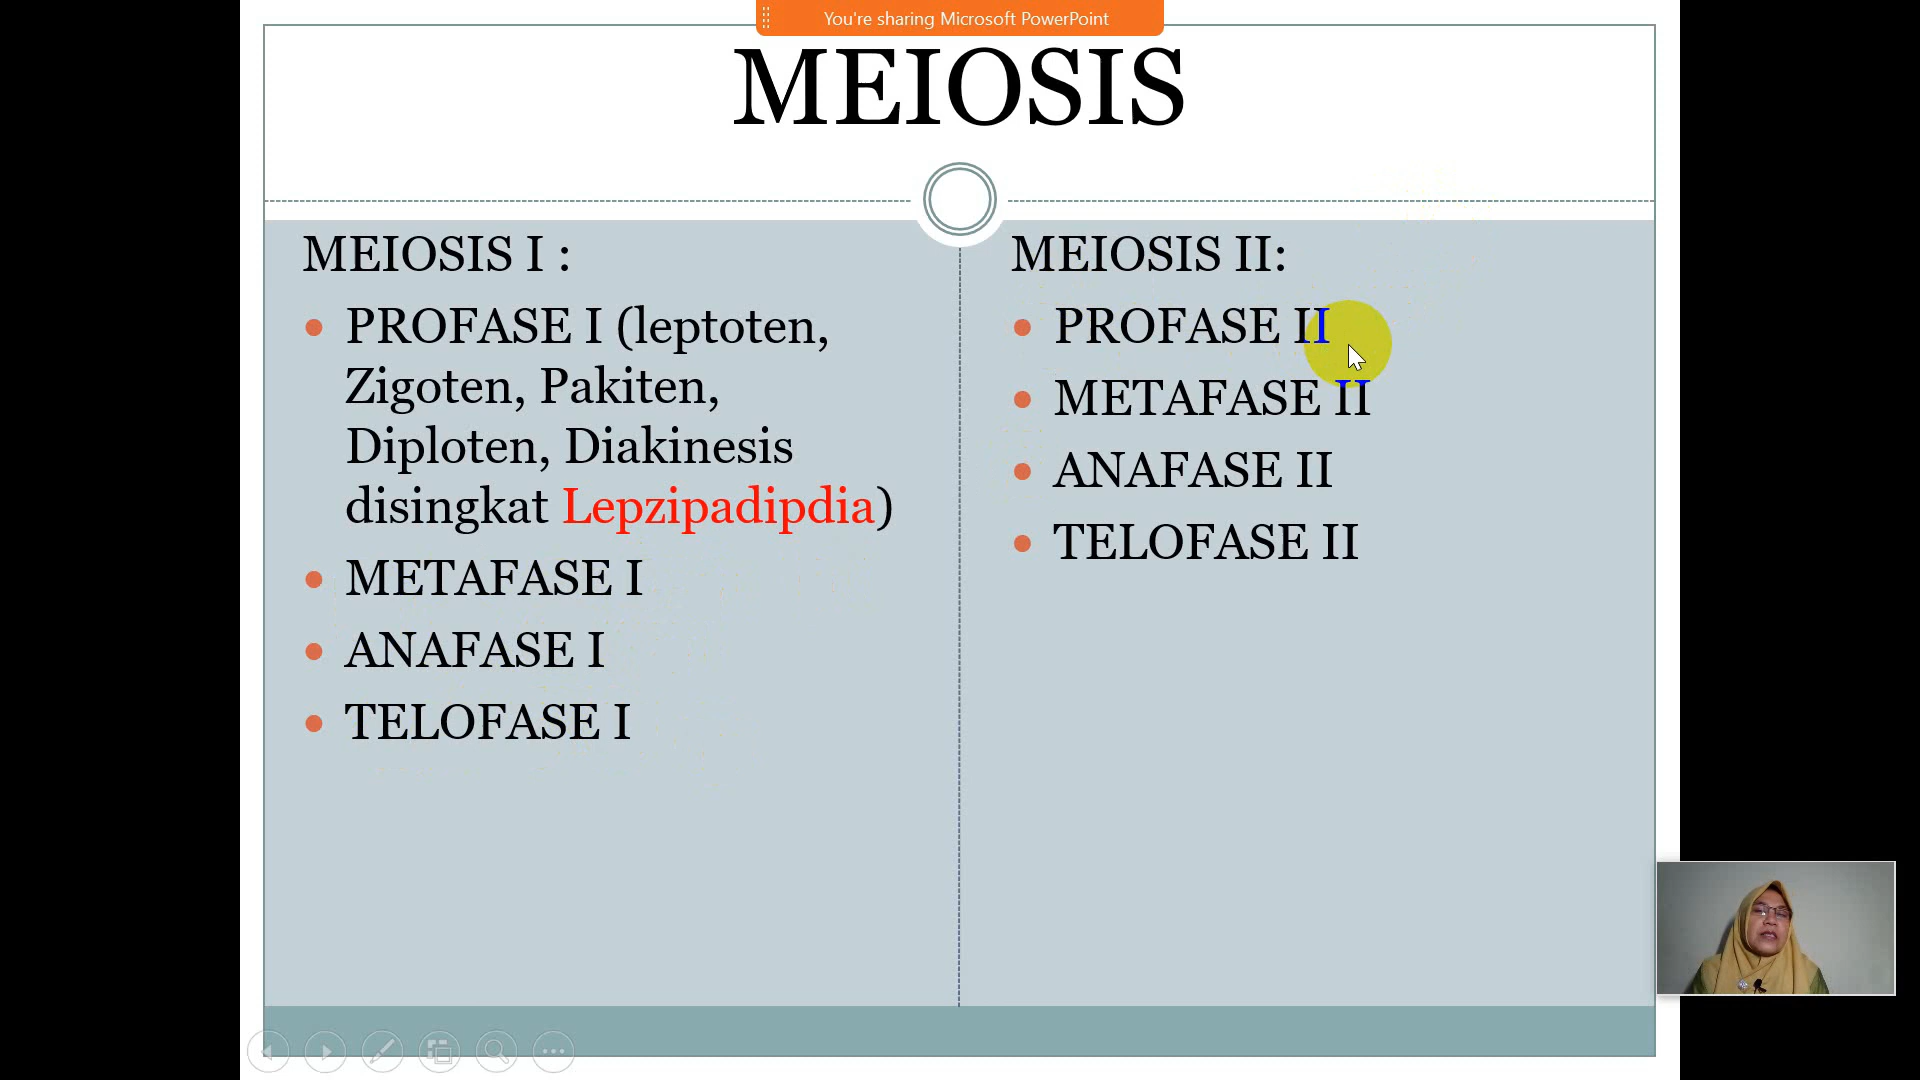 You're sharing Microsoft PowerPoint
MEIOSIS
MEIOSIS I :
PROFASE I (leptoten,
Zigoten, Pakiten,
Diploten, Diakinesis
disingkat Lepzipadipdia)
METAFASE I
ANAFASE I
TELOFASE I
MEIOSIS II:
PROFASE II
METAFASE II
ANAFASE II
TELOFASE II